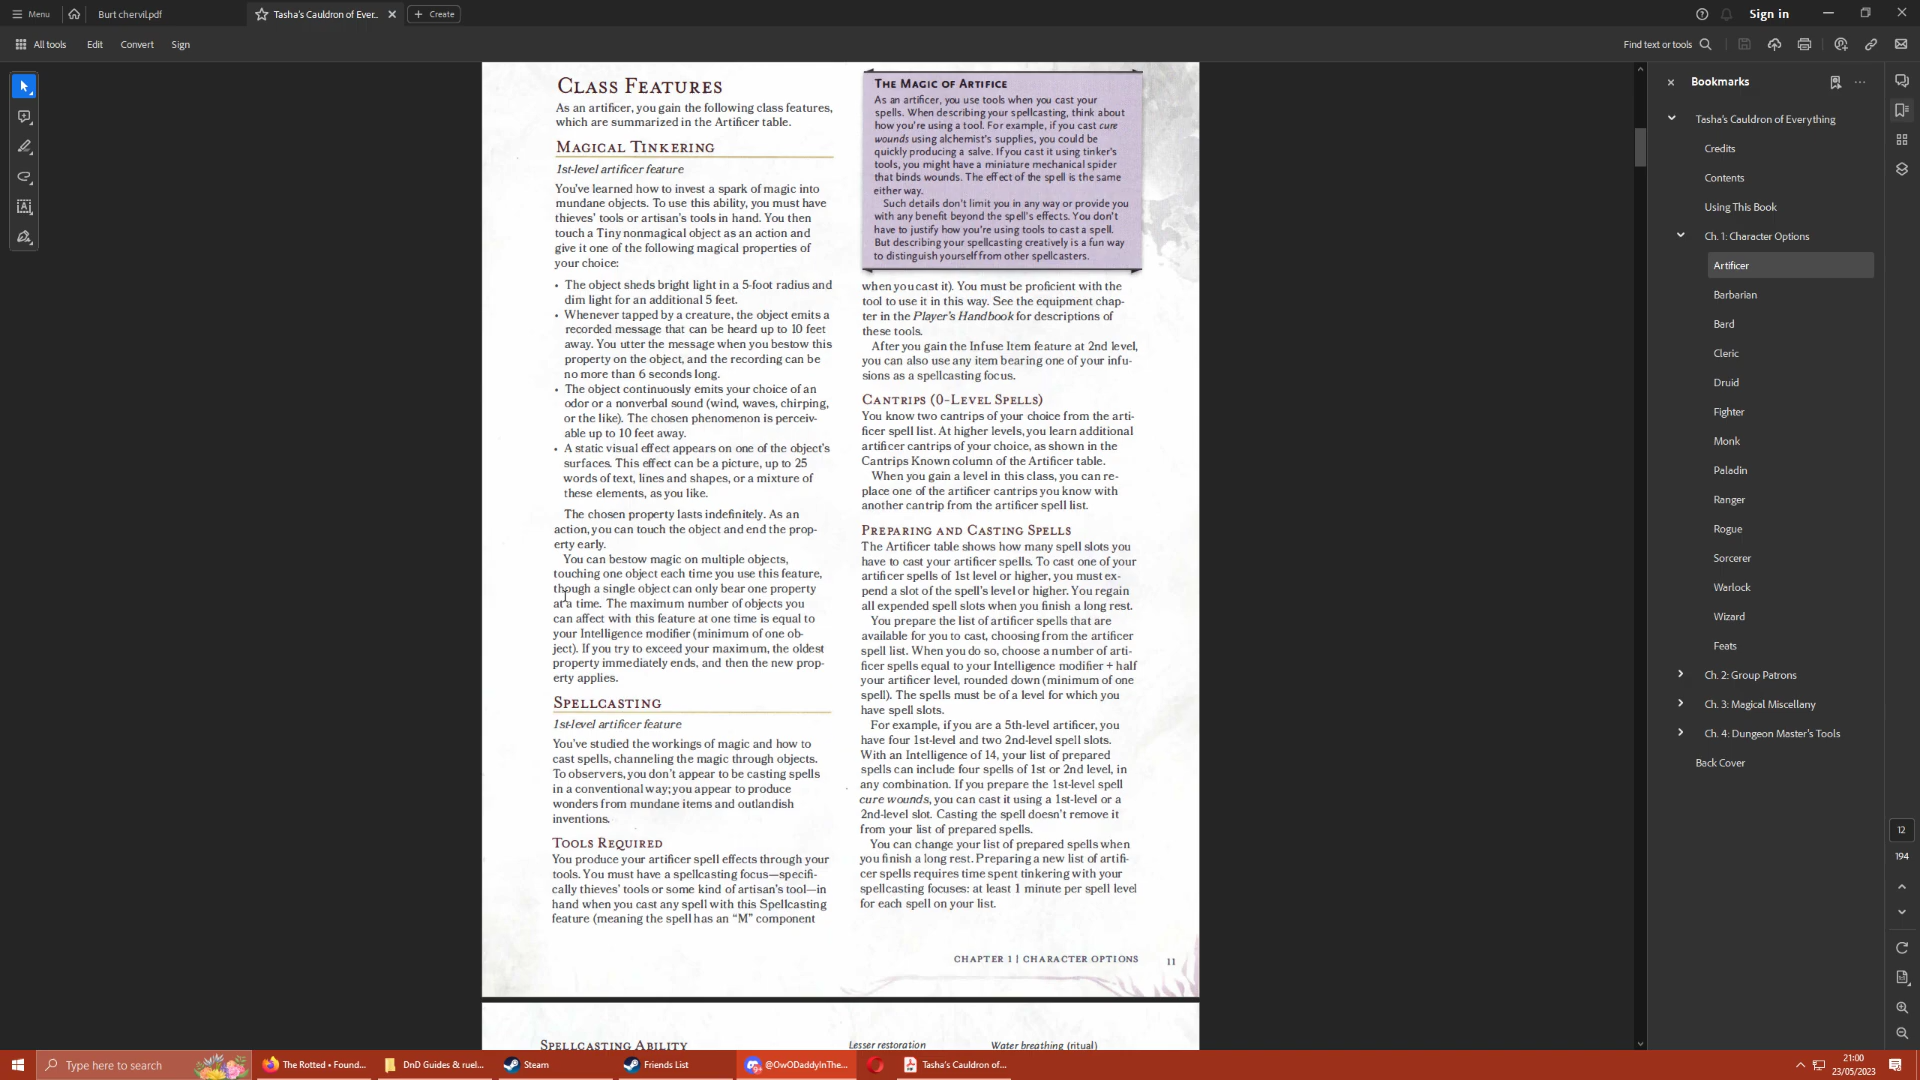 Menu
Burt chervil.pdf
Tasha's Cauldron of Ever...
Create
Sign in
All tools
Edit
Convert
Sign
Find text or tools
CLASS FEATURES
As an artificer, you gain the following class features,
which are summarized in the Artificer table.
MAGICAL TINKERING
1st-level artificer feature
You've learned how to invest a spark of magic into
mundane objects. To use this ability, you must have
thieves' tools or artisan's tools in hand. You then
touch a Tiny nonmagical object as an action and
give it one of the following magical properties of
your choice:
• The object sheds bright light in a 5-foot radius and
dim light for an additional 5 feet.
• Whenever tapped by a creature, the object emits a
recorded message that can be heard up to 10 feet
away. You utter the message when you bestow this
property on the object, and the recording can be
no more than 6 seconds long.
• The object continuously emits your choice of an
odor or a nonverbal sound (wind, waves, chirping,
or the like). The chosen phenomenon is perceiv-
able up to 10 feet away.
• A static visual effect appears on one of the object's
surfaces. This effect can be a picture, up to 25
words of text, lines and shapes, or a mixture of
these elements, as you like.
The chosen property lasts indefinitely. As an
action, you can touch the object and end the prop-
erty early.
You can bestow magic on multiple objects,
touching one object each time you use this feature,
though a single object can only bear one property
at a time. The maximum number of objects you
can affect with this feature at one time is equal to
your Intelligence modifier (minimum of one ob-
ject). If you try to exceed your maximum, the oldest
property immediately ends, and then the new prop-
erty applies.
SPELLCASTING
1st-level artificer feature
You've studied the workings of magic and how to
cast spells, channeling the magic through objects.
To observers, you don't appear to be casting spells
in a conventional way; you appear to produce
wonders from mundane items and outlandish
inventions.
TOOLS REQUIRED
You produce your artificer spell effects through your
tools. You must have a spellcasting focus—specifi-
cally thieves' tools or some kind of artisan's tool—in
hand when you cast any spell with this Spellcasting
feature (meaning the spell has an "M" component
THE MAGIC OF ARTIFICE
As an artificer, you use tools when you cast your
spells. When describing your spellcasting, think about
how you're using a tool. For example, if you cast cure
wounds using alchemist's supplies, you could be
quickly producing a salve. If you cast it using tinker's
tools, you might have a miniature mechanical spider
that binds wounds. The effect of the spell is the same
either way.
Such details don't limit you in any way or provide you
with any benefit beyond the spell's effects. You don't
have to justify how you're using tools to cast a spell.
But describing your spellcasting creatively is a fun way
to distinguish yourself from other spellcasters.
when you cast it). You must be proficient with the
tool to use it in this way. See the equipment chap-
ter in the Player's Handbook for descriptions of
these tools.
After you gain the Infuse Item feature at 2nd level,
you can also use any item bearing one of your infu-
sions as a spellcasting focus.
CANTRIPS (0-LEVEL SPELLS)
You know two cantrips of your choice from the arti-
ficer spell list. At higher levels, you learn additional
artificer cantrips of your choice, as shown in the
Cantrips Known column of the Artificer table.
When you gain a level in this class, you can re-
place one of the artificer cantrips you know with
another cantrip from the artificer spell list.
PREPARING AND CASTING SPELLS
The Artificer table shows how many spell slots you
have to cast your artificer spells. To cast one of your
artificer spells of 1st level or higher, you must ex-
pend a slot of the spell's level or higher. You regain
all expended spell slots when you finish a long rest.
You prepare the list of artificer spells that are
available for you to cast, choosing from the artificer
spell list. When you do so, choose a number of arti-
ficer spells equal to your Intelligence modifier + half
your artificer level, rounded down (minimum of one
spell). The spells must be of a level for which you
have spell slots.
For example, if you are a 5th-level artificer, you
have four 1st-level and two 2nd-level spell slots.
With an Intelligence of 14, your list of prepared
spells can include four spells of 1st or 2nd level, in
any combination. If you prepare the 1st-level spell
cure wounds, you can cast it using a 1st-level or a
2nd-level slot. Casting the spell doesn't remove it
from your list of prepared spells.
You can change your list of prepared spells when
you finish a long rest. Preparing a new list of artifi-
cer spells requires time spent tinkering with your
spellcasting focuses: at least 1 minute per spell level
for each spell on your list.
CHAPTER 1 | CHARACTER OPTIONS 11
SPELLCASTING ABILITY
Lesser restoration
Water breathing (ritual)
Bookmarks
Tasha's Cauldron of Everything
Credits
Contents
Using This Book
Ch. 1: Character Options
Artificer
Barbarian
Bard
Cleric
Druid
Fighter
Monk
Paladin
Ranger
Rogue
Sorcerer
Warlock
Wizard
Feats
Ch. 2: Group Patrons
Ch. 3: Magical Miscellany
Ch. 4: Dungeon Master's Tools
Back Cover
12
194
Type here to search
The Rotted • Found...
DnD Guides & ruel...
Steam
Friends List
@OwODaddyInThe...
Tasha's Cauldron of...
21:00
23/05/2023